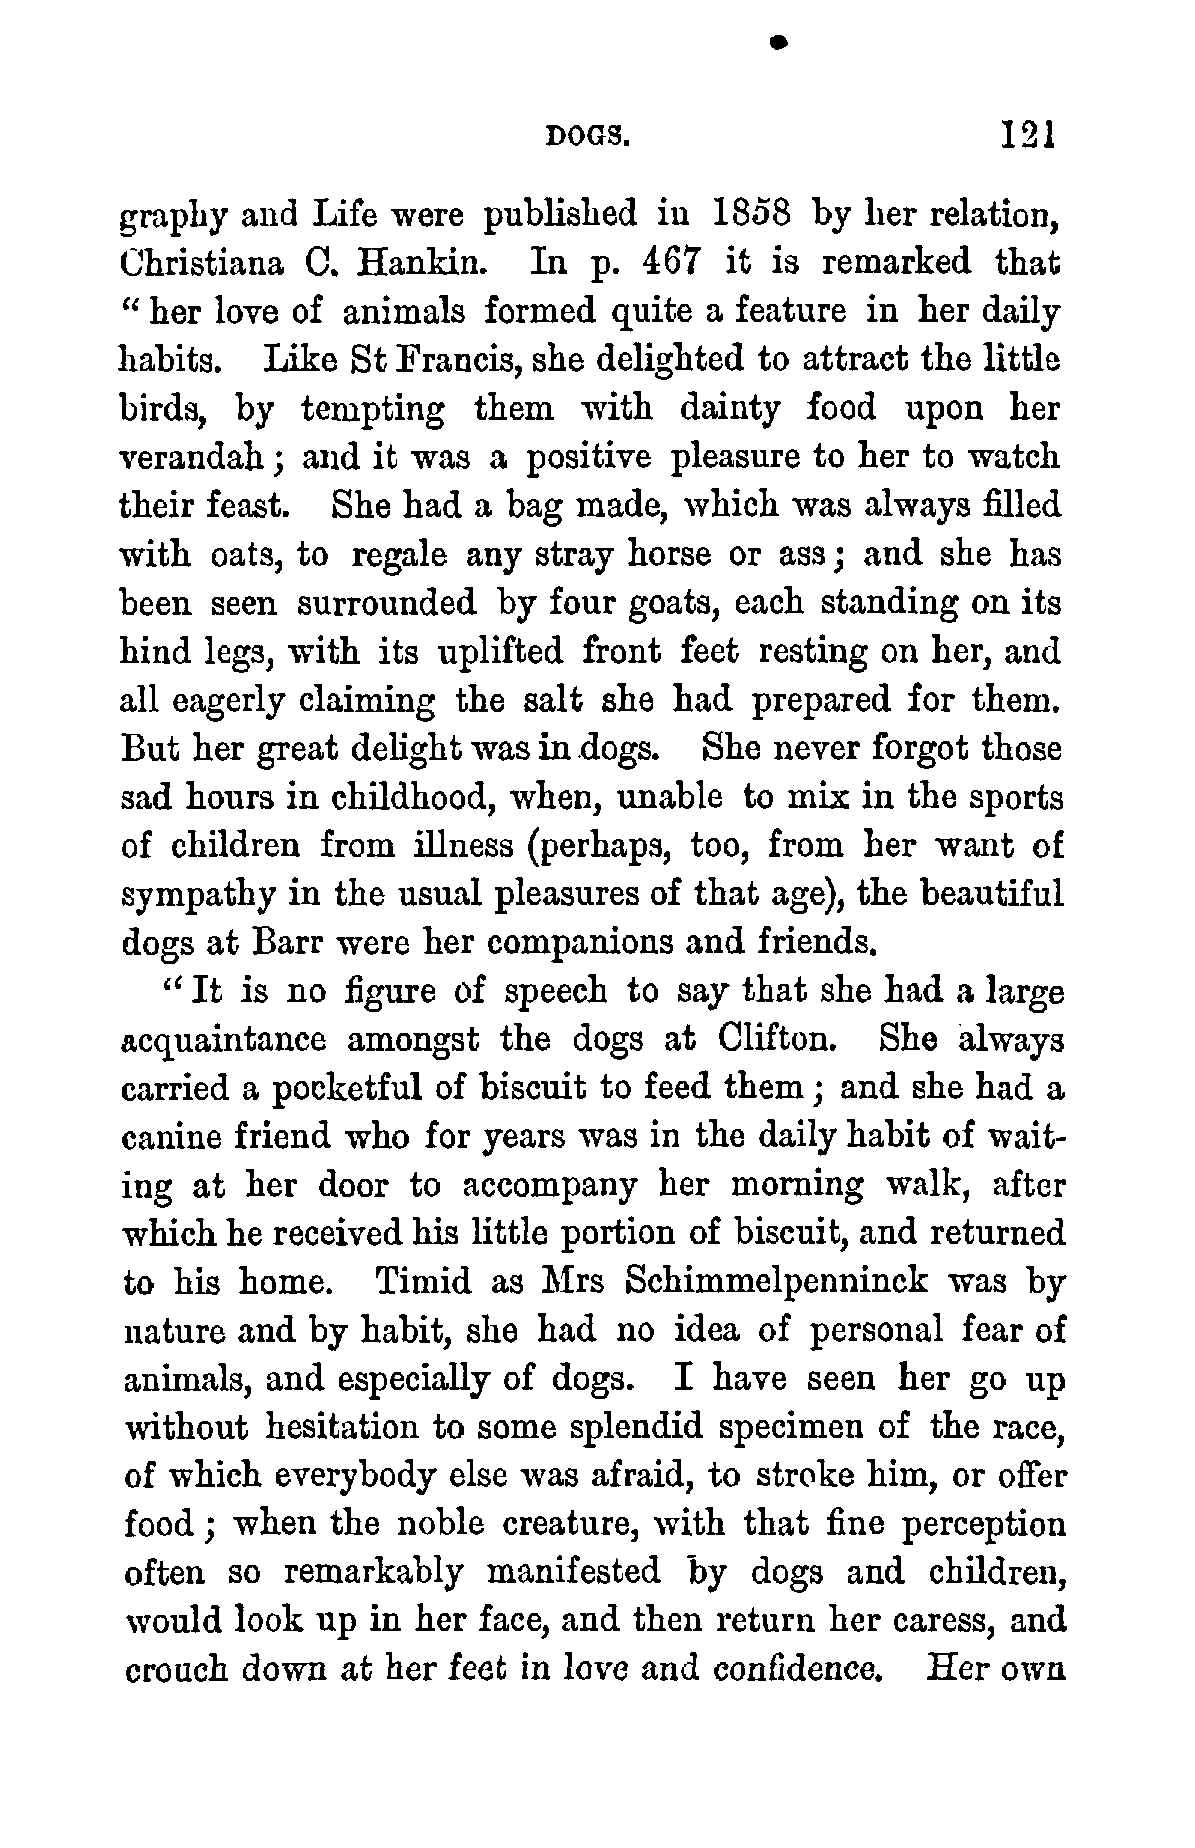 DOGS. 121
graphy and Life were published in 1858 by her relation,
Christiana C. Hankin. In p. 467 it is remarked that
“ her love of animals formed quite a feature in her daily
habits. Like St Francis, she delighted to attract the little
birds, by tempting them with dainty food upon her
verandah ; and it was a positive pleasure to her to watch
their feast. She had a bag made, which was always filled
with oats, to regale any stray horse or ass ; and she has
been seen surrounded by four goats, each standing on its
hind legs, with its uplifted front feet resting on her, and
all eagerly claiming the salt she had prepared for them.
But her great delight was in dogs. She never forgot those
sad hours in childhood, when, unable to mix in the sports
of children from illness (perhaps, too, from her want of
sympathy in the usual pleasures of that age), the beautiful
dogs at Barr were her companions and friends.
“ It is no figure of speech to say that she had a large
acquaintance amongst the dogs at Clifton. She always
carried a pocketful of biscuit to feed them ; and she had a
canine friend who for years was in the daily habit of wait-
ing at her door to accompany her morning walk, after
which he received his little portion of biscuit, and returned
to his home. Timid as Mrs Schimmelpenninck was by
nature and by habit, she had no idea of personal fear of
animals, and especially of dogs. I have seen her go up
without hesitation to some splendid specimen of the race,
of which everybody else was afraid, to stroke him, or offer
food ; when the noble creature, with that fine perception
often so remarkably manifested by dogs and children,
would look up in her face, and then return her caress, and
crouch down at her feet in love and confidence. Her own